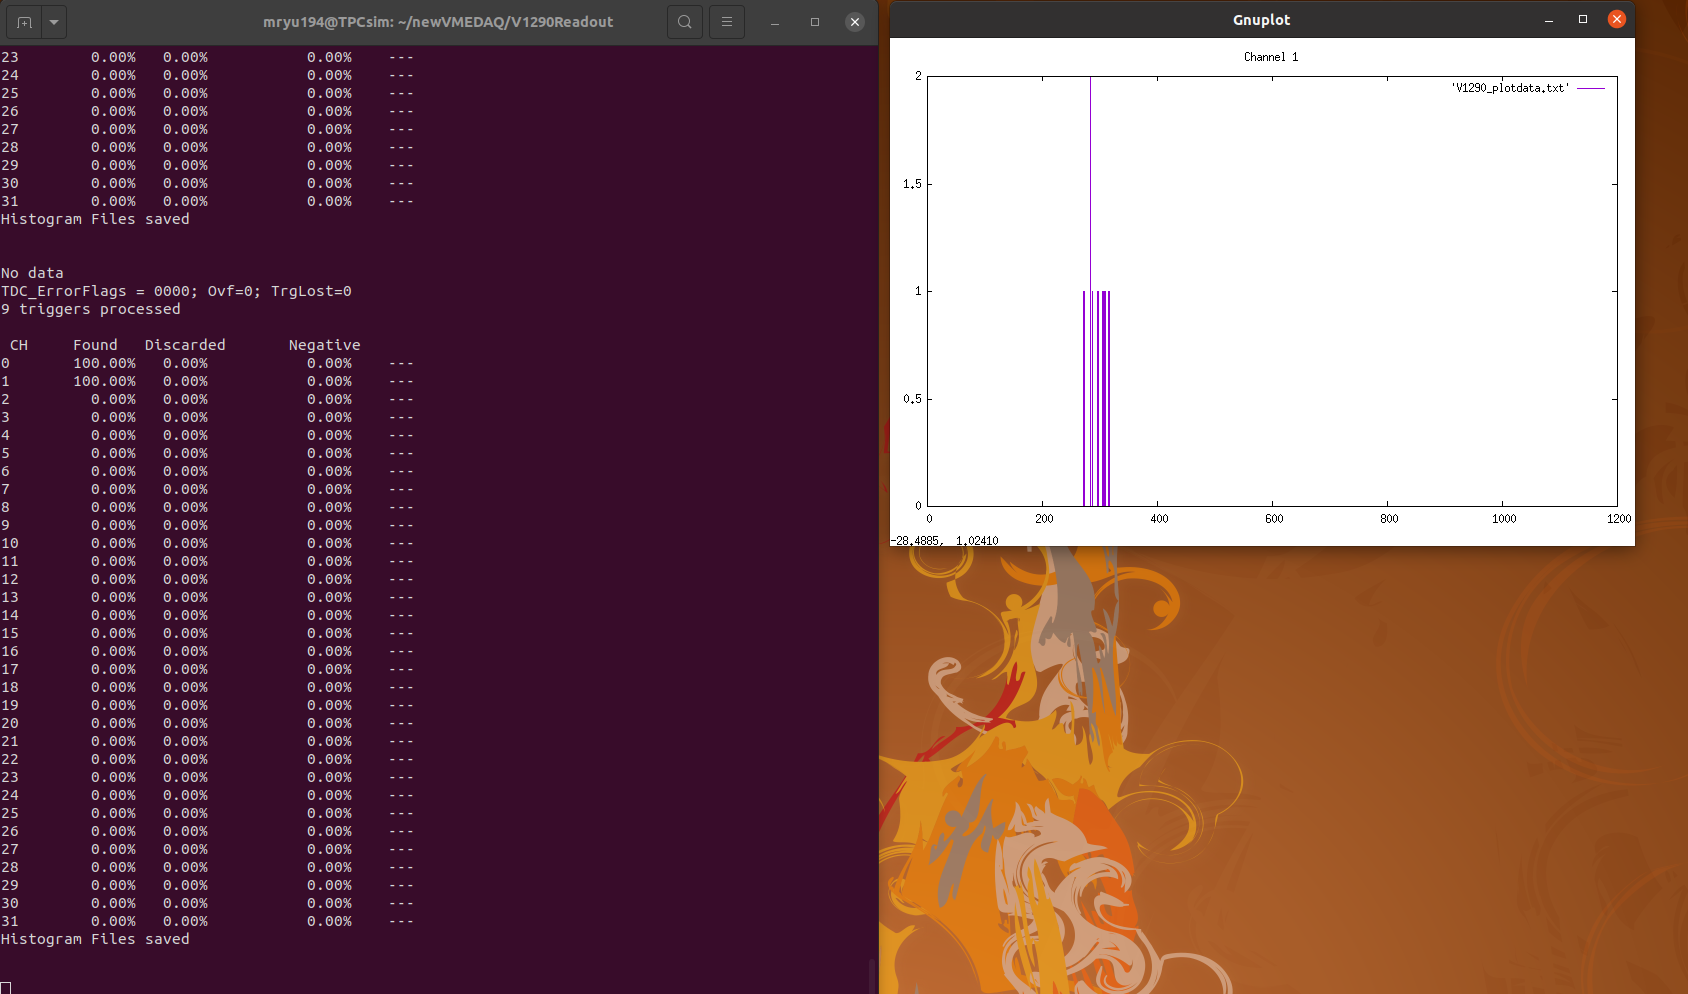 mryu194@TPCsim: ~/newVMEDAQ/V1290Readout
23 0.00% 0.00% 0.00% ---
24 0.00% 0.00% 0.00% ---
25 0.00% 0.00% 0.00% ---
26 0.00% 0.00% 0.00% ---
27 0.00% 0.00% 0.00% ---
28 0.00% 0.00% 0.00% ---
29 0.00% 0.00% 0.00% ---
30 0.00% 0.00% 0.00% ---
31 0.00% 0.00% 0.00% ---
Histogram Files saved
No data
TDC_ErrorFlags = 0000; Ovf=0; TrgLost=0
9 triggers processed
CH Found Discarded Negative
0 100.00% 0.00% 0.00% ---
1 100.00% 0.00% 0.00% ---
2 0.00% 0.00% 0.00% ---
3 0.00% 0.00% 0.00% ---
4 0.00% 0.00% 0.00% ---
5 0.00% 0.00% 0.00% ---
6 0.00% 0.00% 0.00% ---
7 0.00% 0.00% 0.00% ---
8 0.00% 0.00% 0.00% ---
9 0.00% 0.00% 0.00% ---
10 0.00% 0.00% 0.00% ---
11 0.00% 0.00% 0.00% ---
12 0.00% 0.00% 0.00% ---
13 0.00% 0.00% 0.00% ---
14 0.00% 0.00% 0.00% ---
15 0.00% 0.00% 0.00% ---
16 0.00% 0.00% 0.00% ---
17 0.00% 0.00% 0.00% ---
18 0.00% 0.00% 0.00% ---
19 0.00% 0.00% 0.00% ---
20 0.00% 0.00% 0.00% ---
21 0.00% 0.00% 0.00% ---
22 0.00% 0.00% 0.00% ---
23 0.00% 0.00% 0.00% ---
24 0.00% 0.00% 0.00% ---
25 0.00% 0.00% 0.00% ---
26 0.00% 0.00% 0.00% ---
27 0.00% 0.00% 0.00% ---
28 0.00% 0.00% 0.00% ---
29 0.00% 0.00% 0.00% ---
30 0.00% 0.00% 0.00% ---
31 0.00% 0.00% 0.00% ---
Histogram Files saved
Gnuplot
Channel 1
'V1290_plotdata.txt'
2
1.5
1
0.5
0
0 200 400 600 800 1000 1200
-28.4885, 1.02410